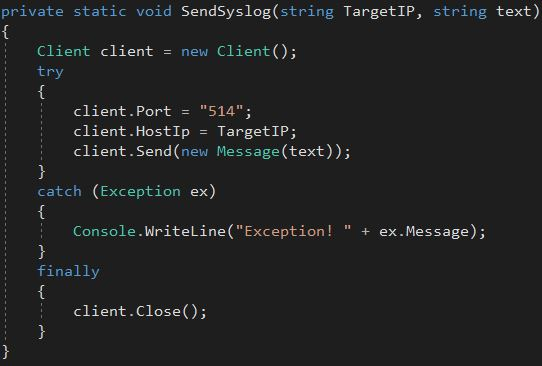 private static void SendSyslog(string TargetIP, string text)
{
    Client client = new Client();
    try
    {
        client.Port = "514";
        client.HostIp = TargetIP;
        client.Send(new Message(text));
    }
    catch (Exception ex)
    {
        Console.WriteLine("Exception! " + ex.Message);
    }
    finally
    {
        client.Close();
    }
}